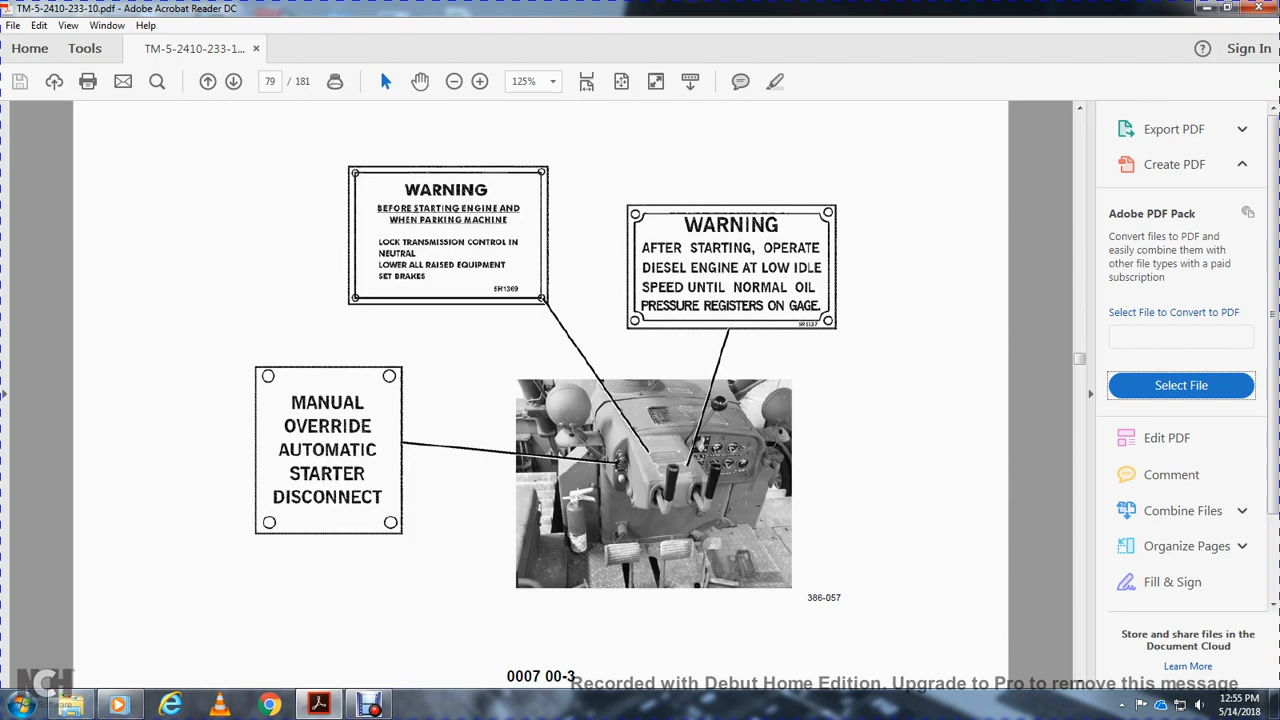 TM-5-2410-233-10.pdf - Adobe Acrobat Reader DC
File Edit View Window Help
Home Tools TM-5-2410-233-1... Sign In
79 / 181 125%
WARNING
BEFORE STARTING ENGINE AND
WHEN PARKING MACHINE
LOCK TRANSMISSION CONTROL IN
NEUTRAL
LOWER ALL RAISED EQUIPMENT
SET BRAKES
5R1369
WARNING
AFTER STARTING, OPERATE
DIESEL ENGINE AT LOW IDLE
SPEED UNTIL NORMAL OIL
PRESSURE REGISTERS ON GAGE.
MANUAL
OVERRIDE
AUTOMATIC
STARTER
DISCONNECT
386-057
0007 00-3
Export PDF
Create PDF
Adobe PDF Pack
Convert files to PDF and
easily combine them with
other file types with a paid
subscription
Select File to Convert to PDF
Select File
Edit PDF
Comment
Combine Files
Organize Pages
Fill & Sign
Store and share files in the
Document Cloud
Learn More
NCH
Recorded with Debut Home Edition. Upgrade to Pro to remove this message
12:55 PM
5/14/2018